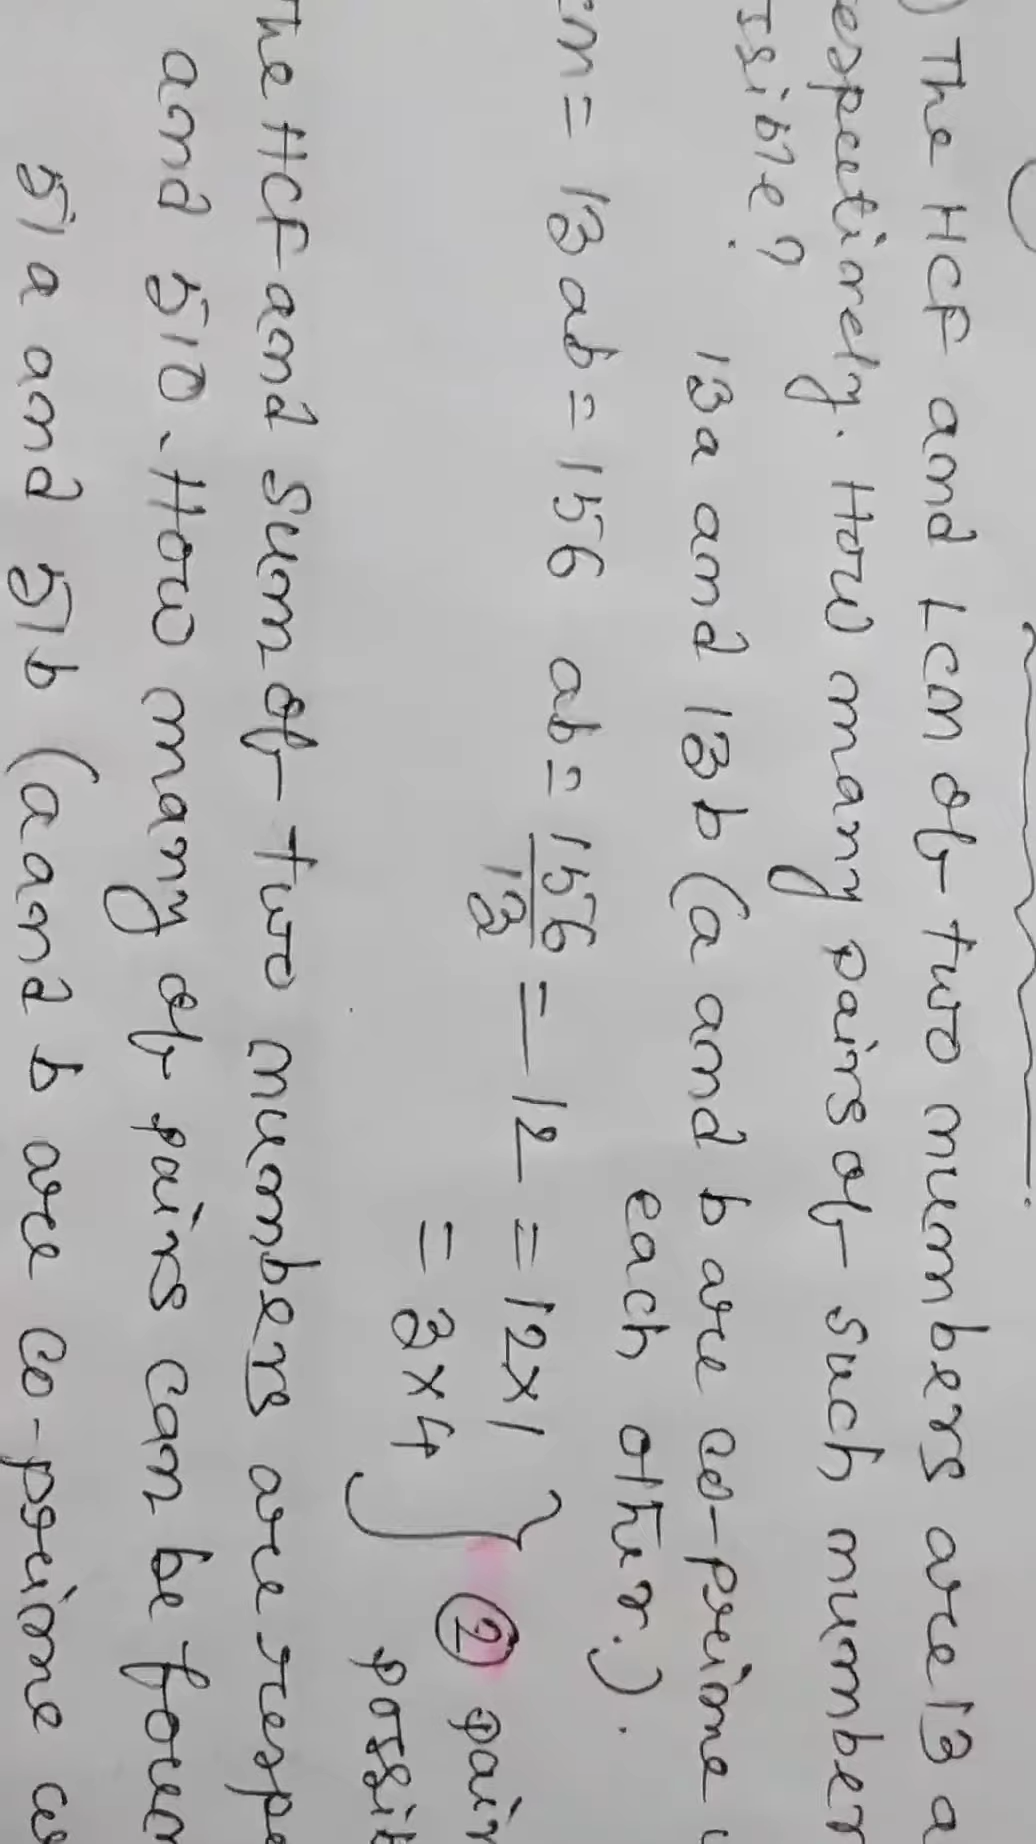 ) The HCF and LCM of two numbers are 13 a
espectively. How many pairs of such number
ssible?
13a and 13b (a and b are co-prime
each other.)
cm = 13ab = 156 ab = 156/13 = 12 = 12×1
= 3×4
② pair
possib
he HCF and sum of two numbers are respe
and 510. How many of pairs can be foun
51a and 51b (a and b are co-prime